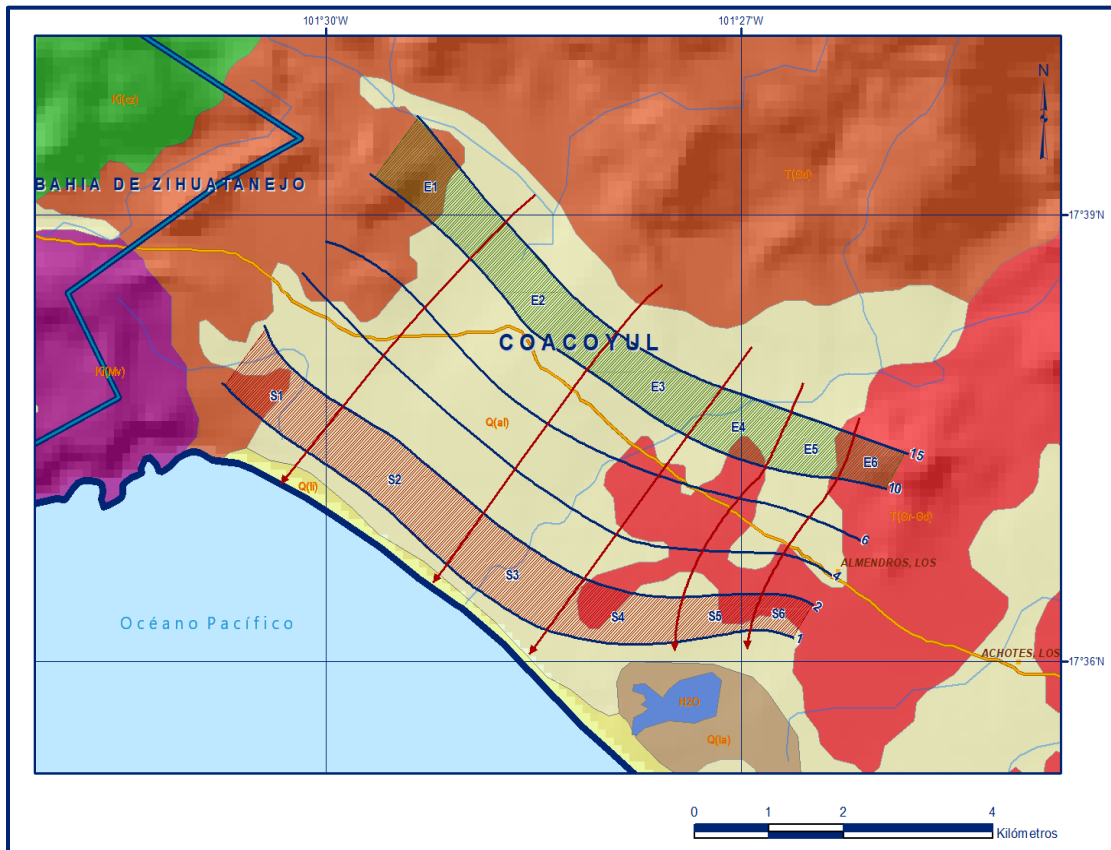 101°30'W 101°27'W
Ki(cz)
N
T(Gd)
BAHIA DE ZIHUATANEJO
E1
17°39'N
E2
COACOYUL
Ki(Mv)
E3
S1
Q(al)
E4
E5
E6
15
S2
10
Q(li)
T(Gr-Gd)
6
ALMENDROS, LOS
S3
4
2
S4
S5
S6
Océano Pacífico
1
ACHOTES, LOS
17°36'N
H2O
Q(la)
0 1 2 4
Kilómetros